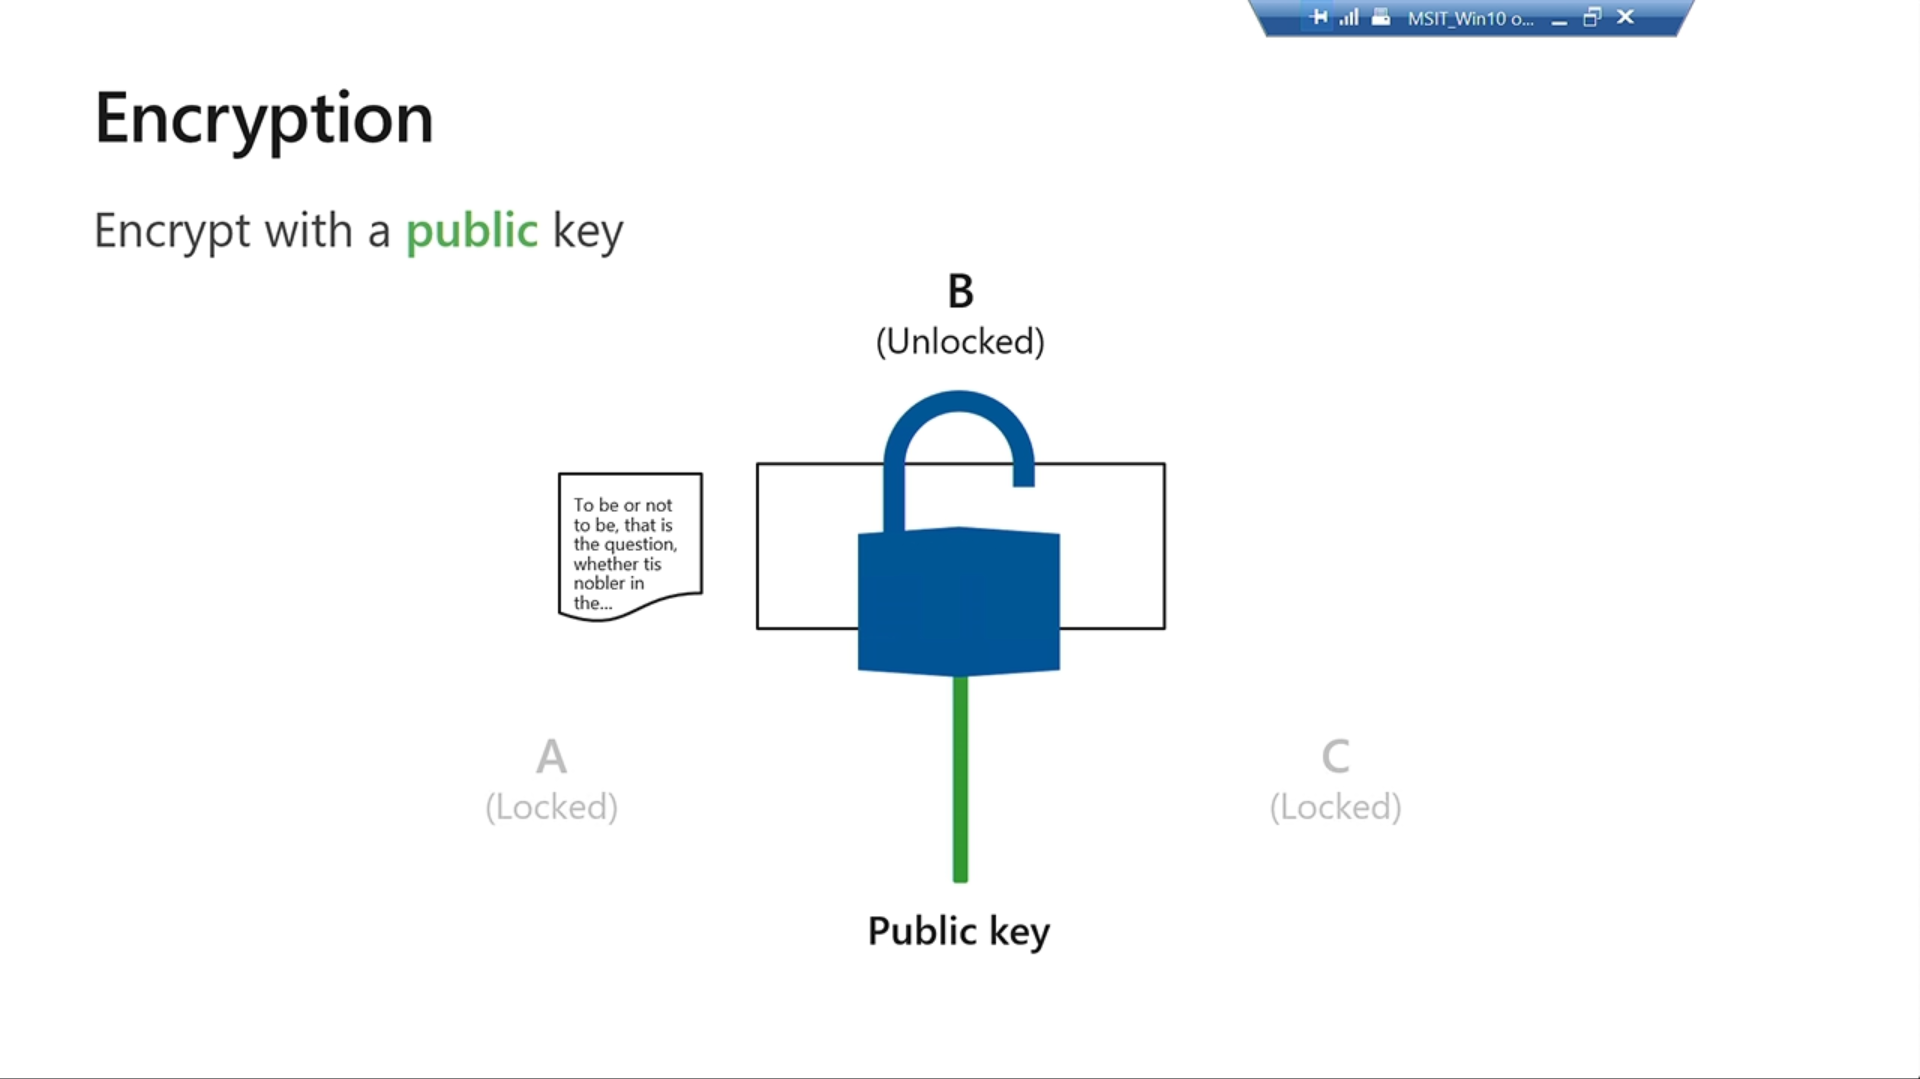 MSIT_Win10 o...
Encryption
Encrypt with a public key
B
(Unlocked)
To be or not
to be, that is
the question,
whether tis
nobler in
the...
A
(Locked)
C
(Locked)
Public key